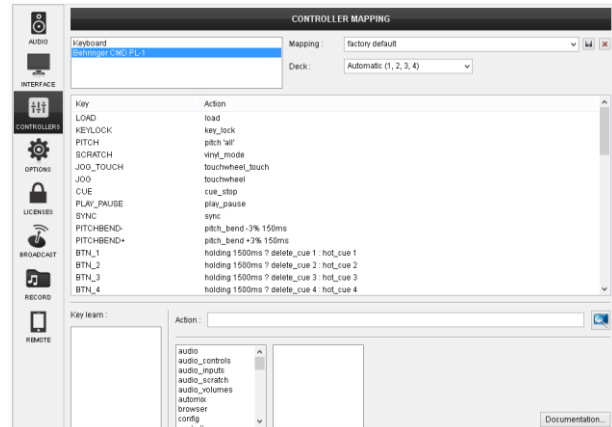 CONTROLLER MAPPING
AUDIO
INTERFACE
CONTROLLERS
OPTIONS
LICENSES
BROADCAST
RECORD
REMOTE
Keyboard
Behringer CMD PL-1
Mapping : factory default
Deck : Automatic (1, 2, 3, 4)
Key Action
LOAD load
KEYLOCK key_lock
PITCH pitch 'all'
SCRATCH vinyl_mode
JOG_TOUCH touchwheel_touch
JOG touchwheel
CUE cue_stop
PLAY_PAUSE play_pause
SYNC sync
PITCHBEND- pitch_bend -3% 150ms
PITCHBEND+ pitch_bend +3% 150ms
BTN_1 holding 1500ms ? delete_cue 1 : hot_cue 1
BTN_2 holding 1500ms ? delete_cue 2 : hot_cue 2
BTN_3 holding 1500ms ? delete_cue 3 : hot_cue 3
BTN_4 holding 1500ms ? delete_cue 4 : hot_cue 4
Key learn :
Action :
audio
audio_controls
audio_inputs
audio_scratch
audio_volumes
automix
browser
config
Documentation...